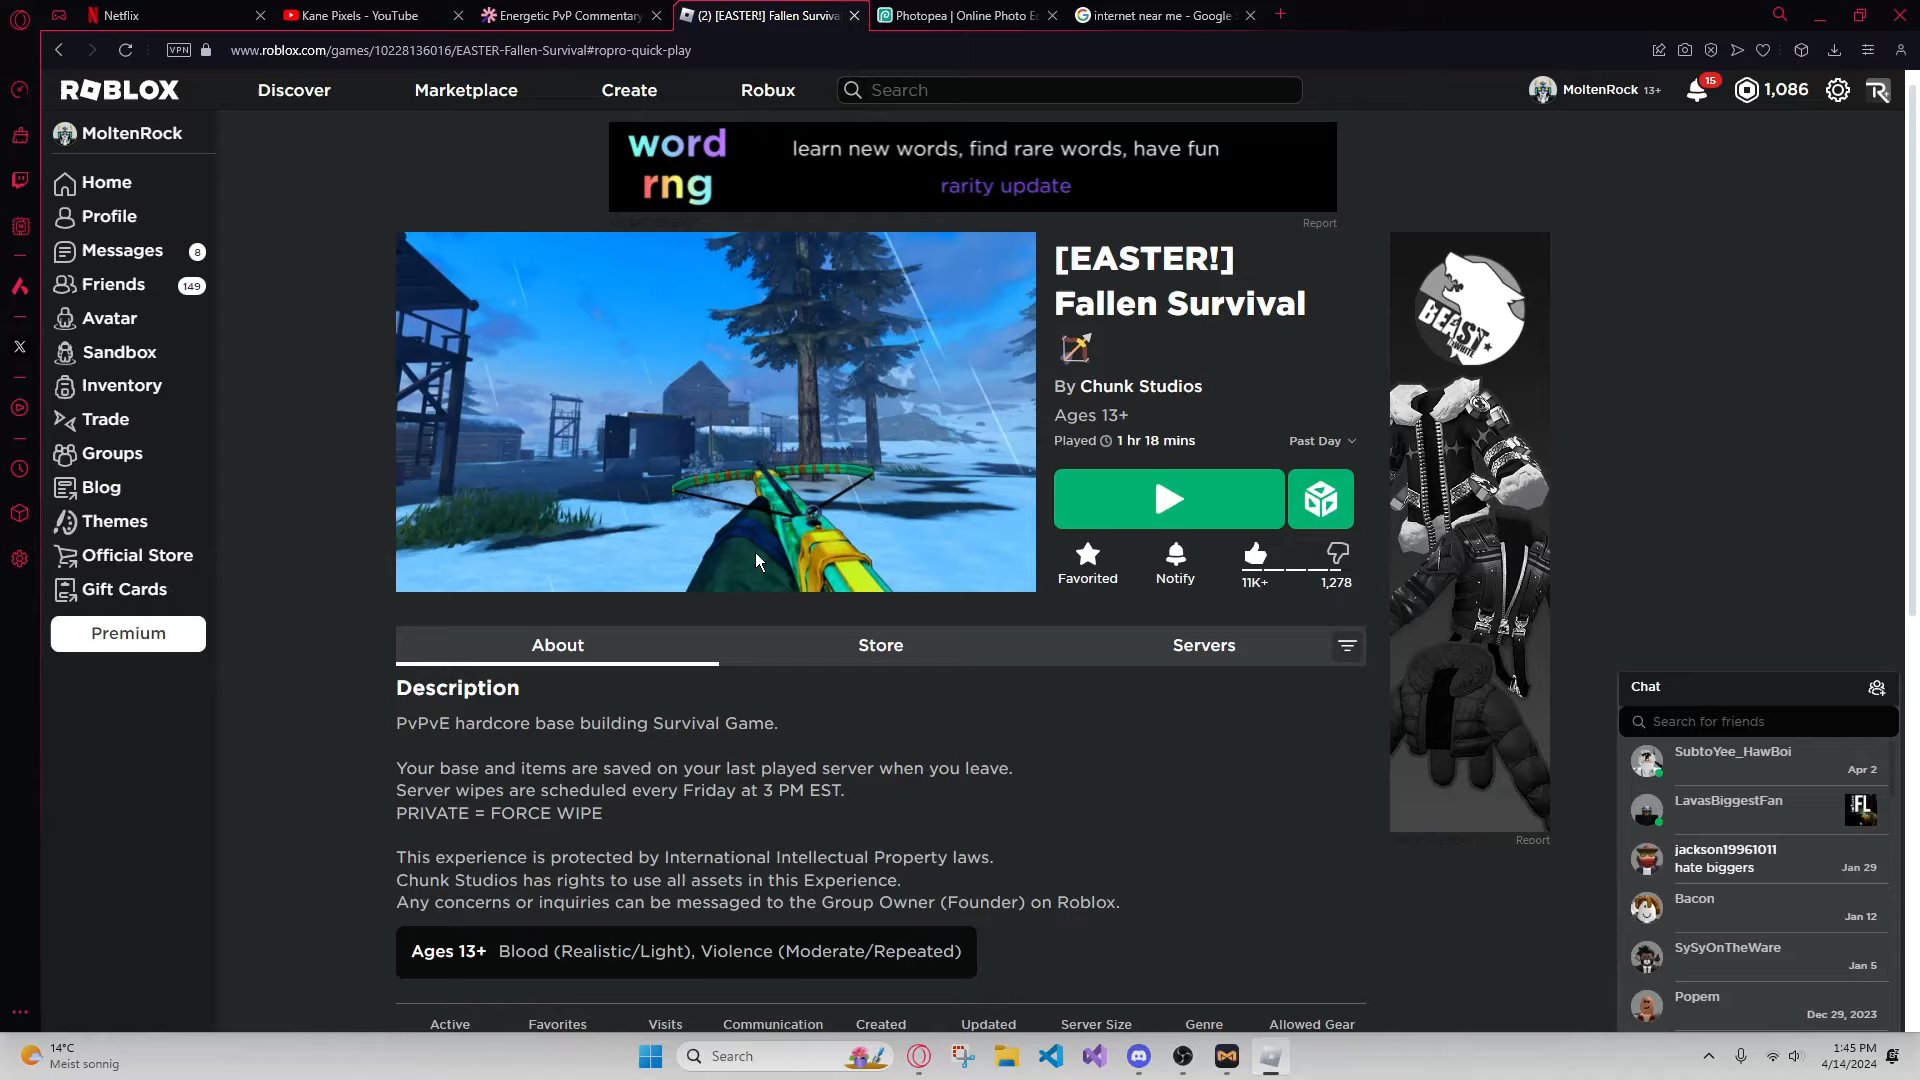 Netflix
Kane Pixels - YouTube
Energetic PvP Commentary
(2) [EASTER!] Fallen Surviva
Photopea | Online Photo E
internet near me - Google
VPN
www.roblox.com/games/10228136016/EASTER-Fallen-Survival#ropro-quick-play
ROBLOX
Discover
Marketplace
Create
Robux
Search
MoltenRock 13+
15
1,086
MoltenRock
Home
Profile
Messages 8
Friends 149
Avatar
Sandbox
Inventory
Trade
Groups
Blog
Themes
Official Store
Gift Cards
Premium
word
rng
learn new words, find rare words, have fun
rarity update
Report
[EASTER!]
Fallen Survival
By Chunk Studios
Ages 13+
Played 1 hr 18 mins
Past Day
Favorited
Notify
11K+
1,278
BEAST
Report
About
Store
Servers
Description
PvPvE hardcore base building Survival Game.
Your base and items are saved on your last played server when you leave.
Server wipes are scheduled every Friday at 3 PM EST.
PRIVATE = FORCE WIPE
This experience is protected by International Intellectual Property laws.
Chunk Studios has rights to use all assets in this Experience.
Any concerns or inquiries can be messaged to the Group Owner (Founder) on Roblox.
Ages 13+ Blood (Realistic/Light), Violence (Moderate/Repeated)
Active
Favorites
Visits
Communication
Created
Updated
Server Size
Genre
Allowed Gear
Chat
Search for friends
SubtoYee_HawBoi
Apr 2
LavasBiggestFan
FL
jackson19961011
hate biggers
Jan 29
Bacon
Jan 12
SySyOnTheWare
Jan 5
Popem
Dec 29, 2023
14°C
Meist sonnig
Search
1:45 PM
4/14/2024